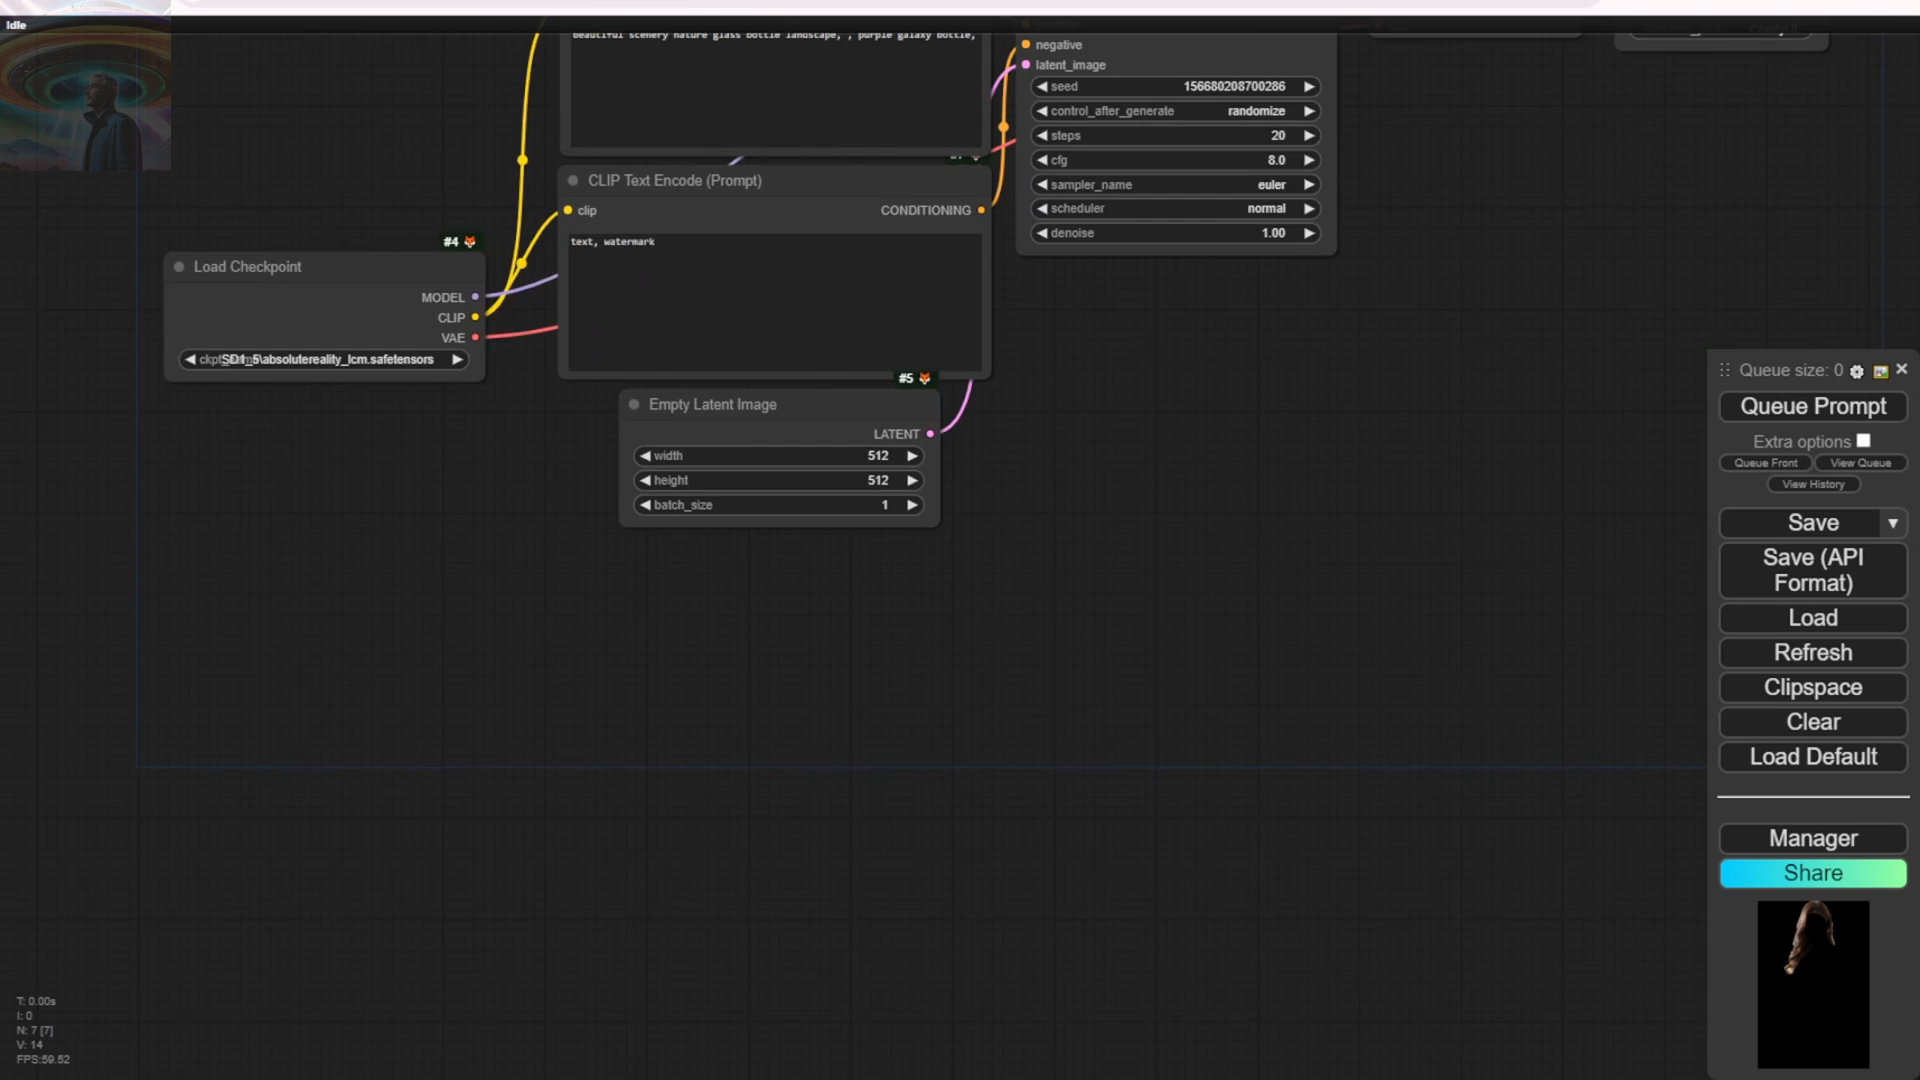 Idle
beautiful scenery nature glass bottle landscape, , purple galaxy bottle,
negative
latent_image
seed 156680208700286
control_after_generate randomize
steps 20
cfg 8.0
sampler_name euler
scheduler normal
denoise 1.00
CLIP Text Encode (Prompt)
clip CONDITIONING
text, watermark
#4
Load Checkpoint
MODEL
CLIP
VAE
SD1_5\absolutereality_lcm.safetensors
#5
Empty Latent Image
LATENT
width 512
height 512
batch_size 1
Queue size: 0
Queue Prompt
Extra options
Queue Front View Queue
View History
Save
Save (API
Format)
Load
Refresh
Clipspace
Clear
Load Default
Manager
Share
T: 0.00s
I: 0
N: 7 [7]
V: 14
FPS:59.52